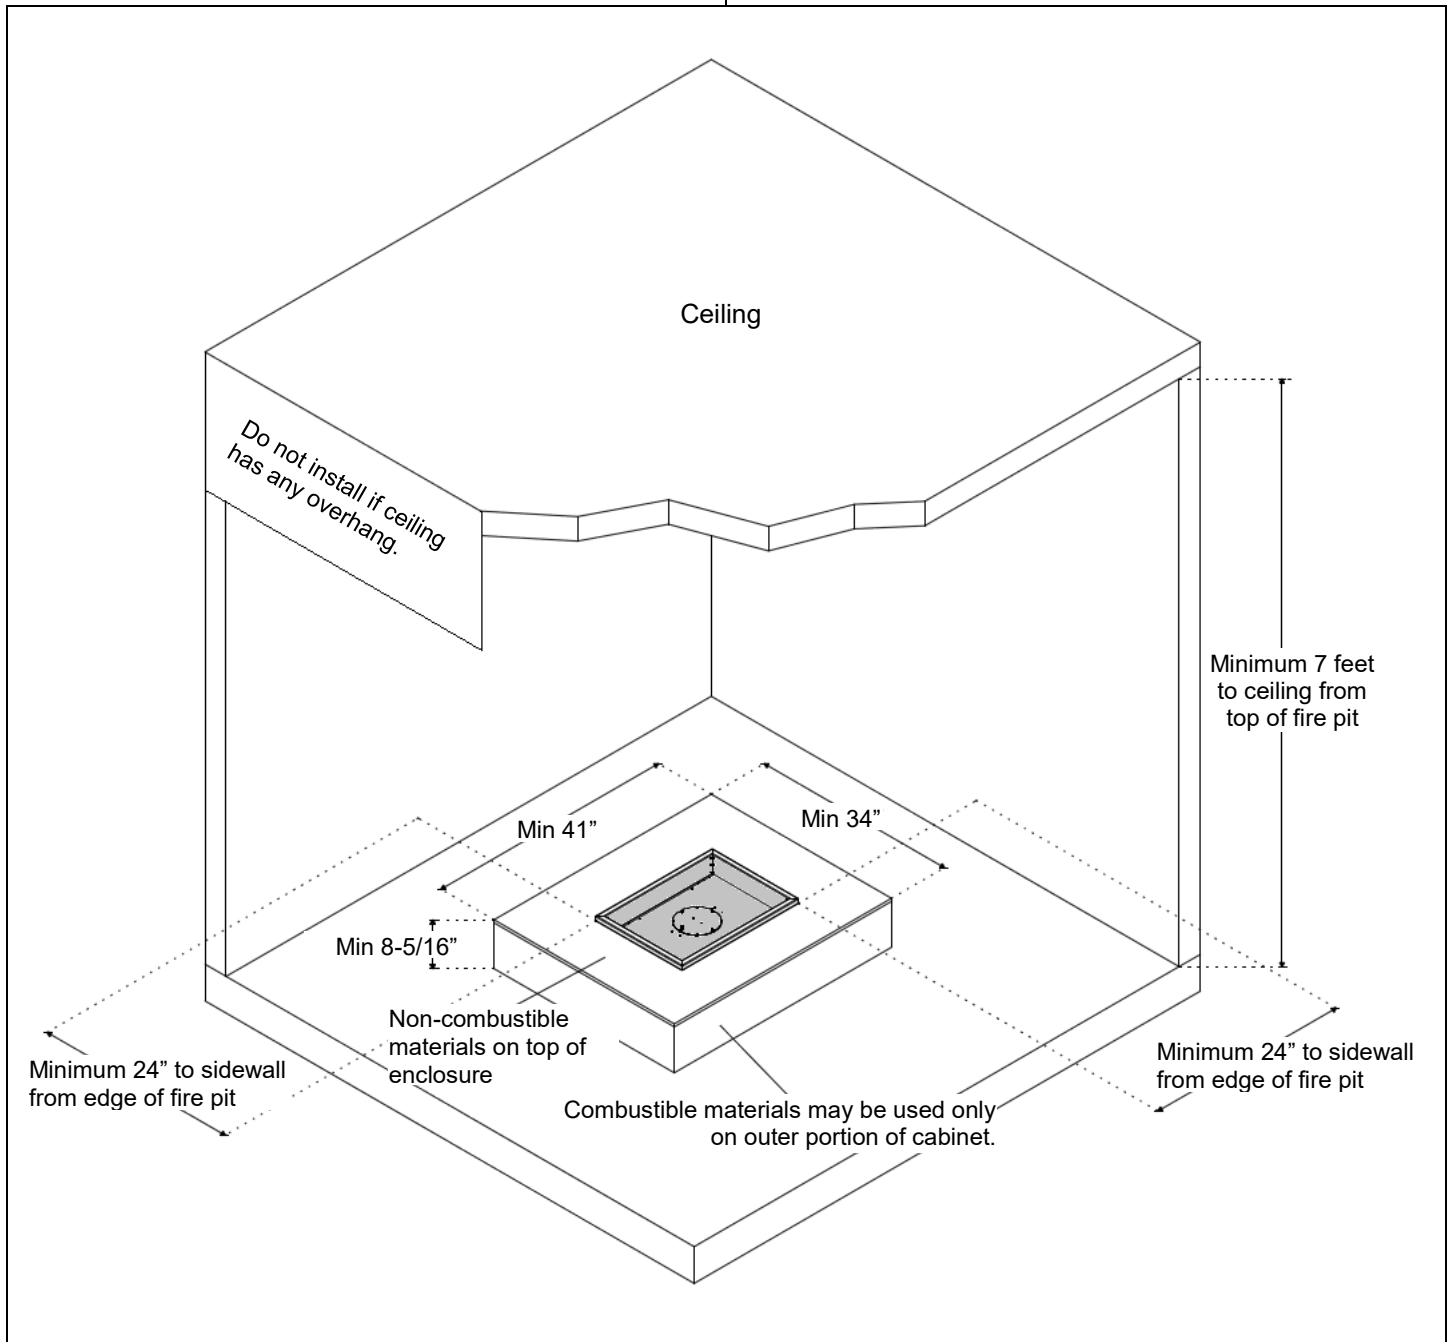 Ceiling
Do not install if ceiling
has any overhang.
Minimum 7 feet
to ceiling from
top of fire pit
Min 41”
Min 34”
Min 8-5/16”
Non-combustible
materials on top of
enclosure
Minimum 24” to sidewall
from edge of fire pit
Minimum 24” to sidewall
from edge of fire pit
Combustible materials may be used only
on outer portion of cabinet.